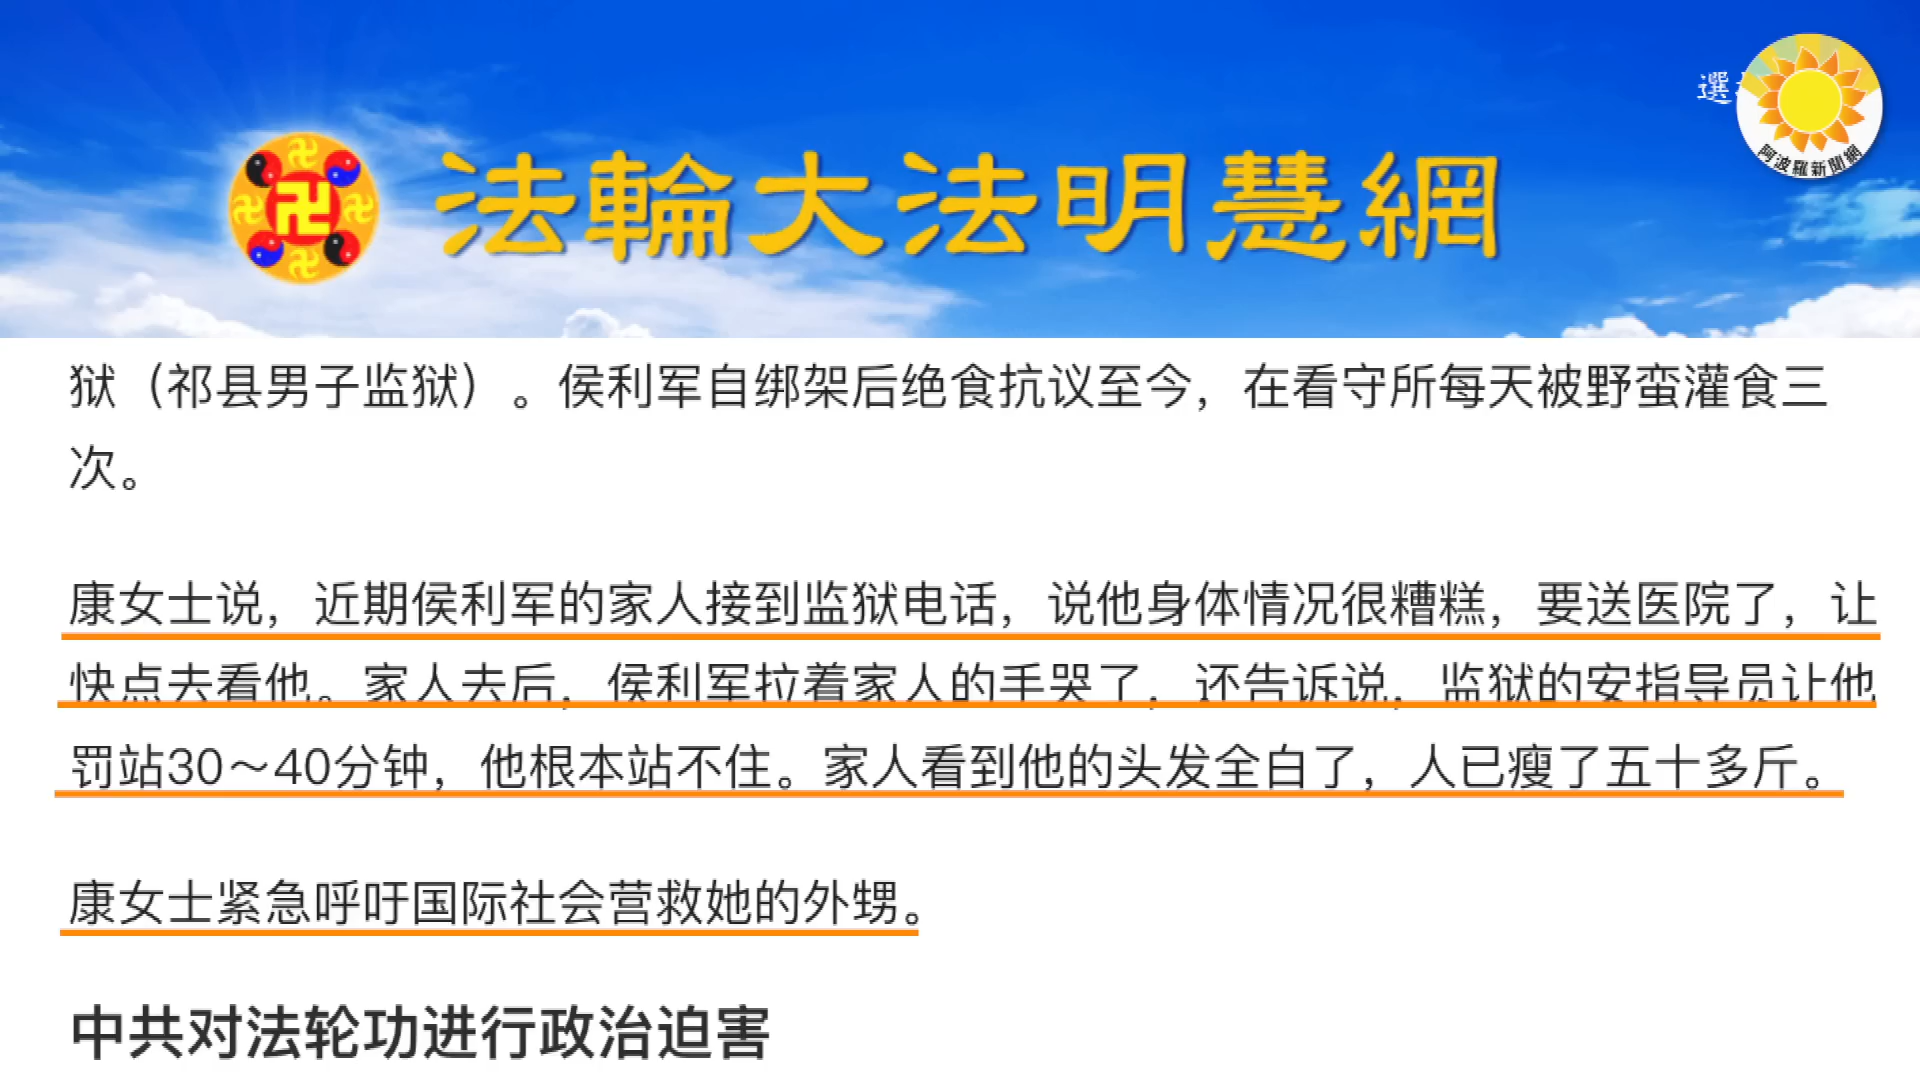 選
阿波羅新聞網
法輪大法明慧網
狱（祁县男子监狱）。侯利军自绑架后绝食抗议至今，在看守所每天被野蛮灌食三
次。
康女士说，近期侯利军的家人接到监狱电话，说他身体情况很糟糕，要送医院了，让
快点去看他。家人去后，侯利军拉着家人的手哭了，还告诉说，监狱的安指导员让他
罚站30～40分钟，他根本站不住。家人看到他的头发全白了，人已瘦了五十多斤。
康女士紧急呼吁国际社会营救她的外甥。
中共对法轮功进行政治迫害